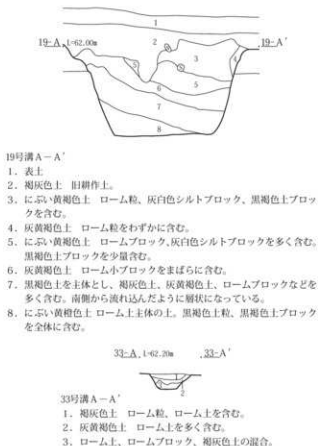 1
19-A L=62.00m 2 19-A´
3
4
5
5
6
7
8
19号溝 A－A´
1. 表土
2. 褐灰色土 旧耕作土。
3. にぶい黄褐色土 ローム粒、灰白色シルトブロック、黒褐色土ブロッ
クを含む。
4. 灰黄褐色土 ローム粒をわずかに含む。
5. にぶい黄褐色土 ロームブロック､灰白色シルトブロックを多く含む。
黒褐色土ブロックを少量含む。
6. 灰黄褐色土 ローム小ブロックをまばらに含む。
7. 黒褐色土を主体とし、褐灰色土、灰黄褐色土、ロームブロックなどを
多く含む。南側から流れ込んだように層状になっている。
8. にぶい黄橙色土 ローム土主体の土。黒褐色土粒、黒褐色土ブロック
を全体に含む。
33-A L=62.20m 33-A´
2
33号溝 A－A´
1. 褐灰色土 ローム粒、ローム土を含む。
2. 灰褐色土 ローム土を多く含む。
3. ローム土、ロームブロック、褐灰色土の混合。